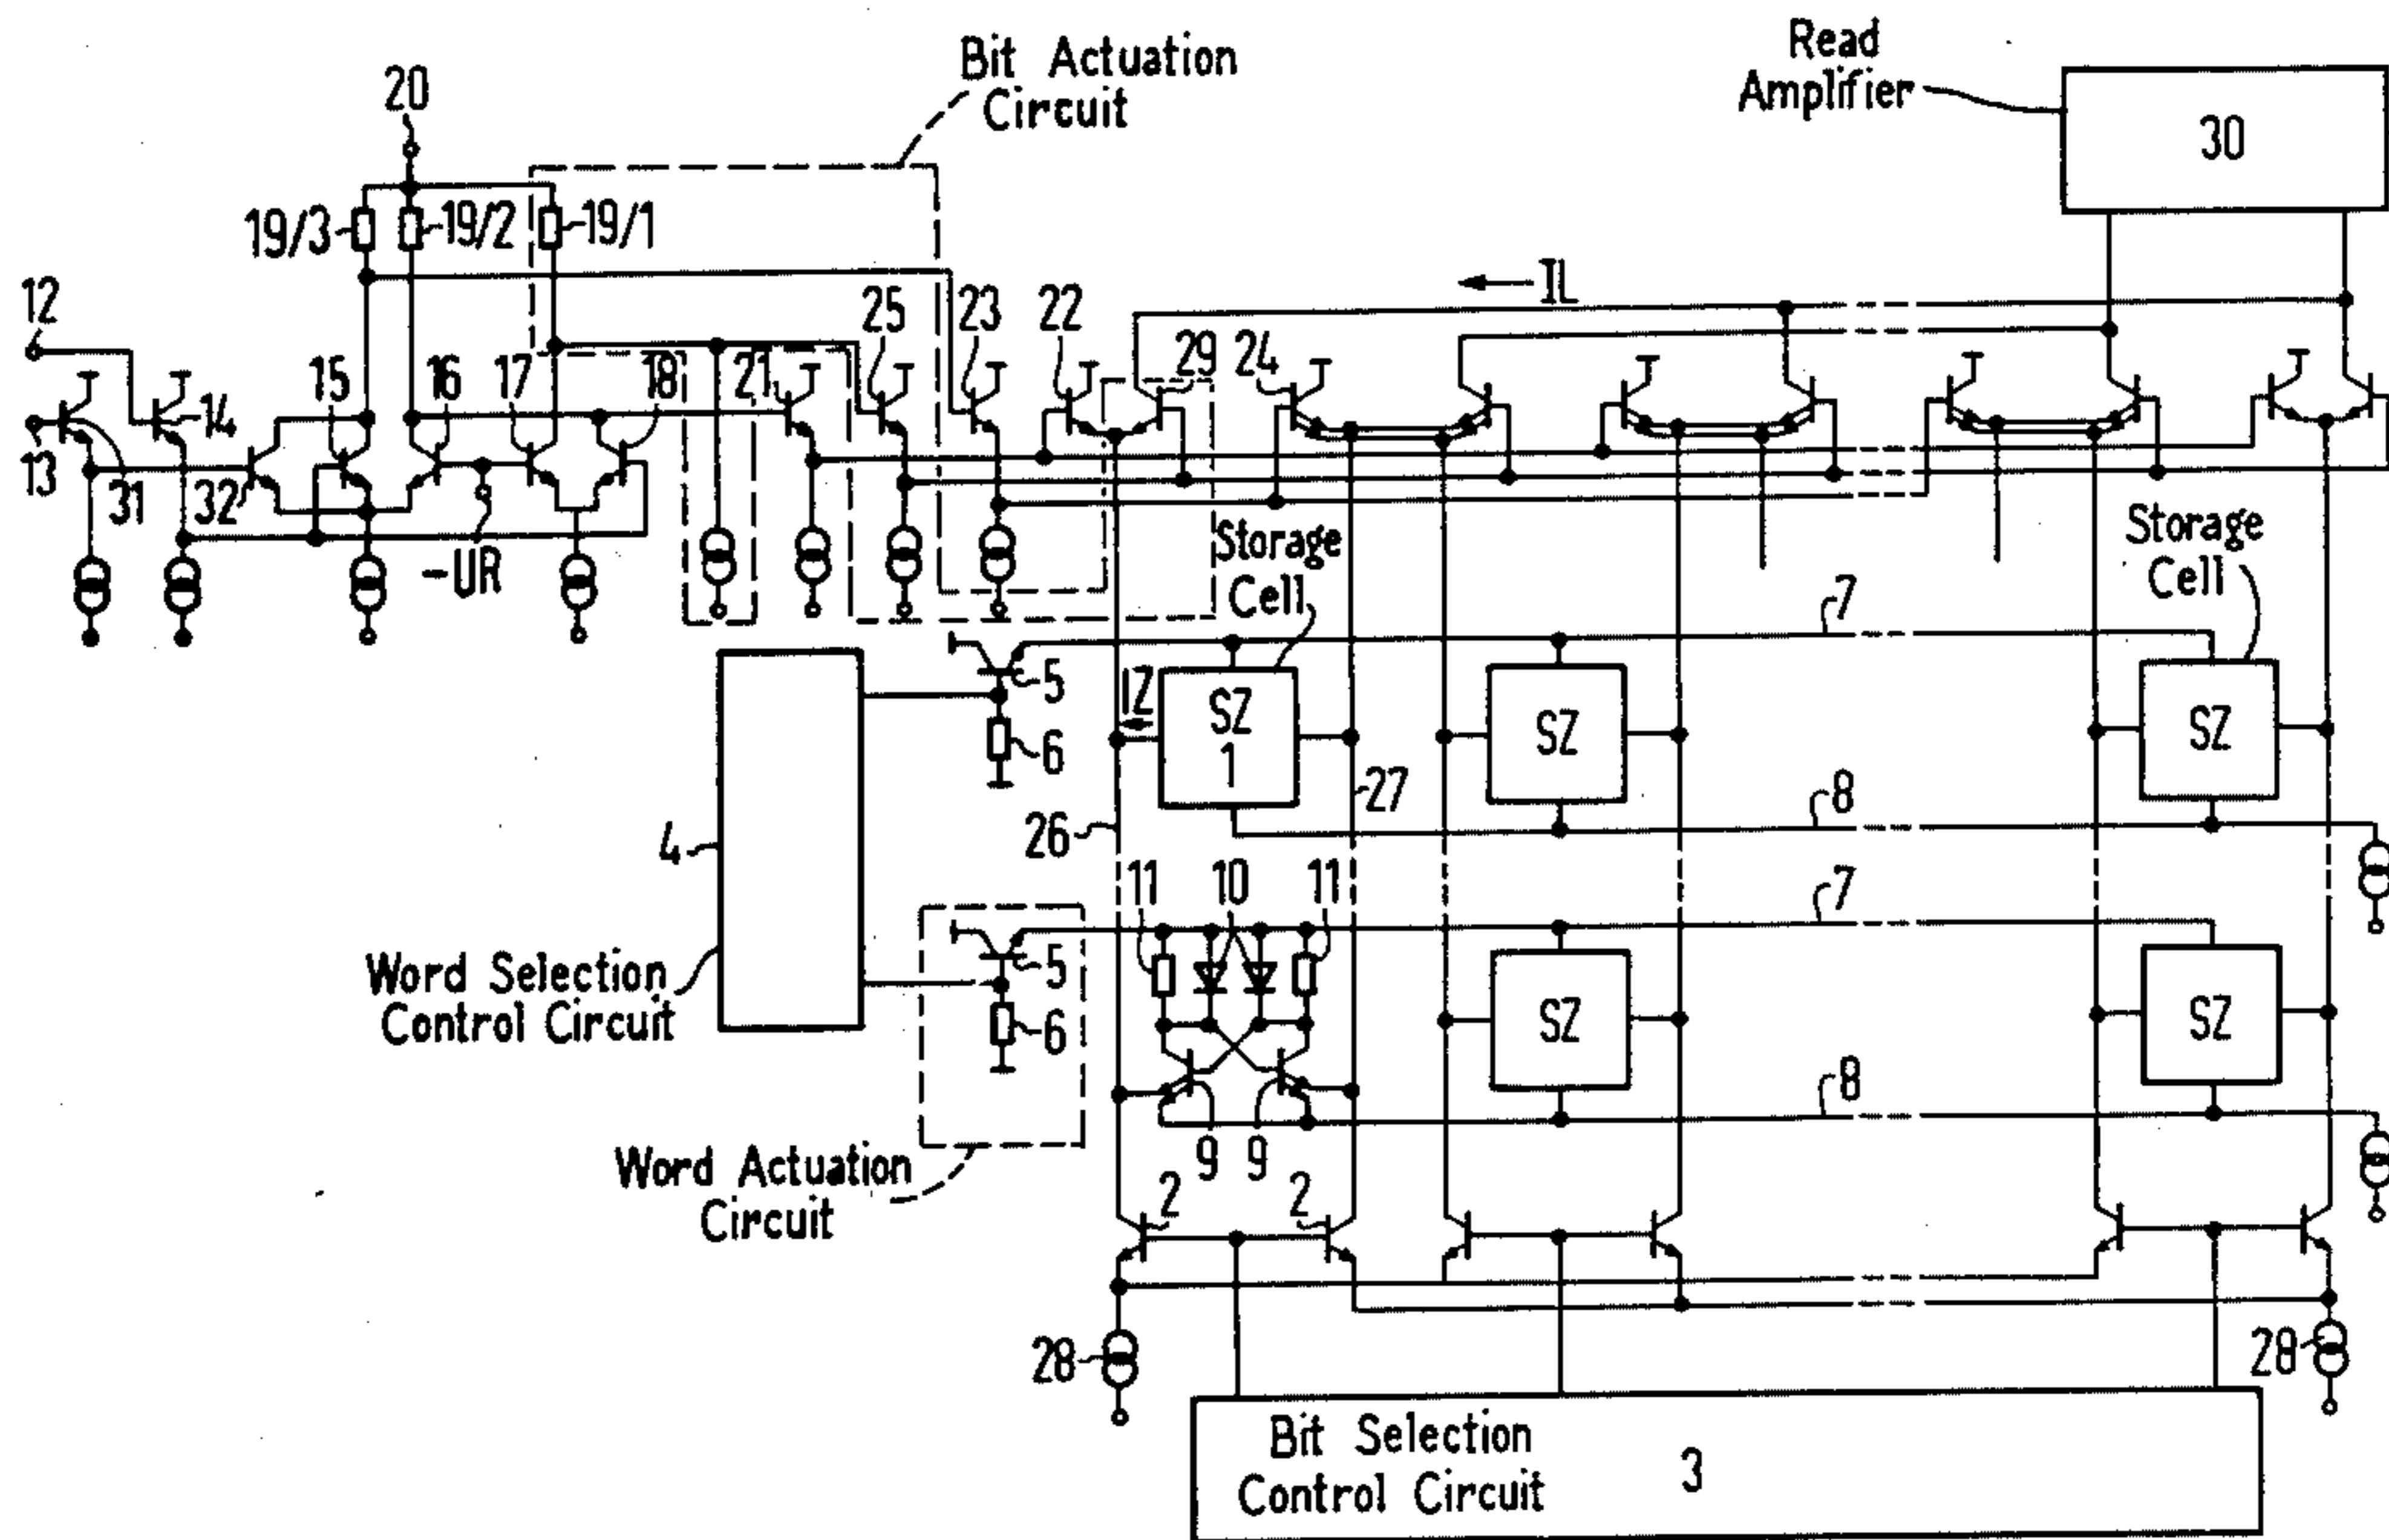 Bit Actuation
Circuit
Read
Amplifier
30
20
19/3
19/2
19/1
IL
12
25
23
22
15
16
17
18
21
29
24
14
13
31
32
-UR
Storage
Cell
Storage
Cell
7
5
IZ
SZ
1
SZ
SZ
6
27
8
26
4
11
10
11
7
5
Word Selection
Control Circuit
6
SZ
SZ
8
9
9
Word Actuation
Circuit
2
2
28
28
Bit Selection
Control Circuit
3